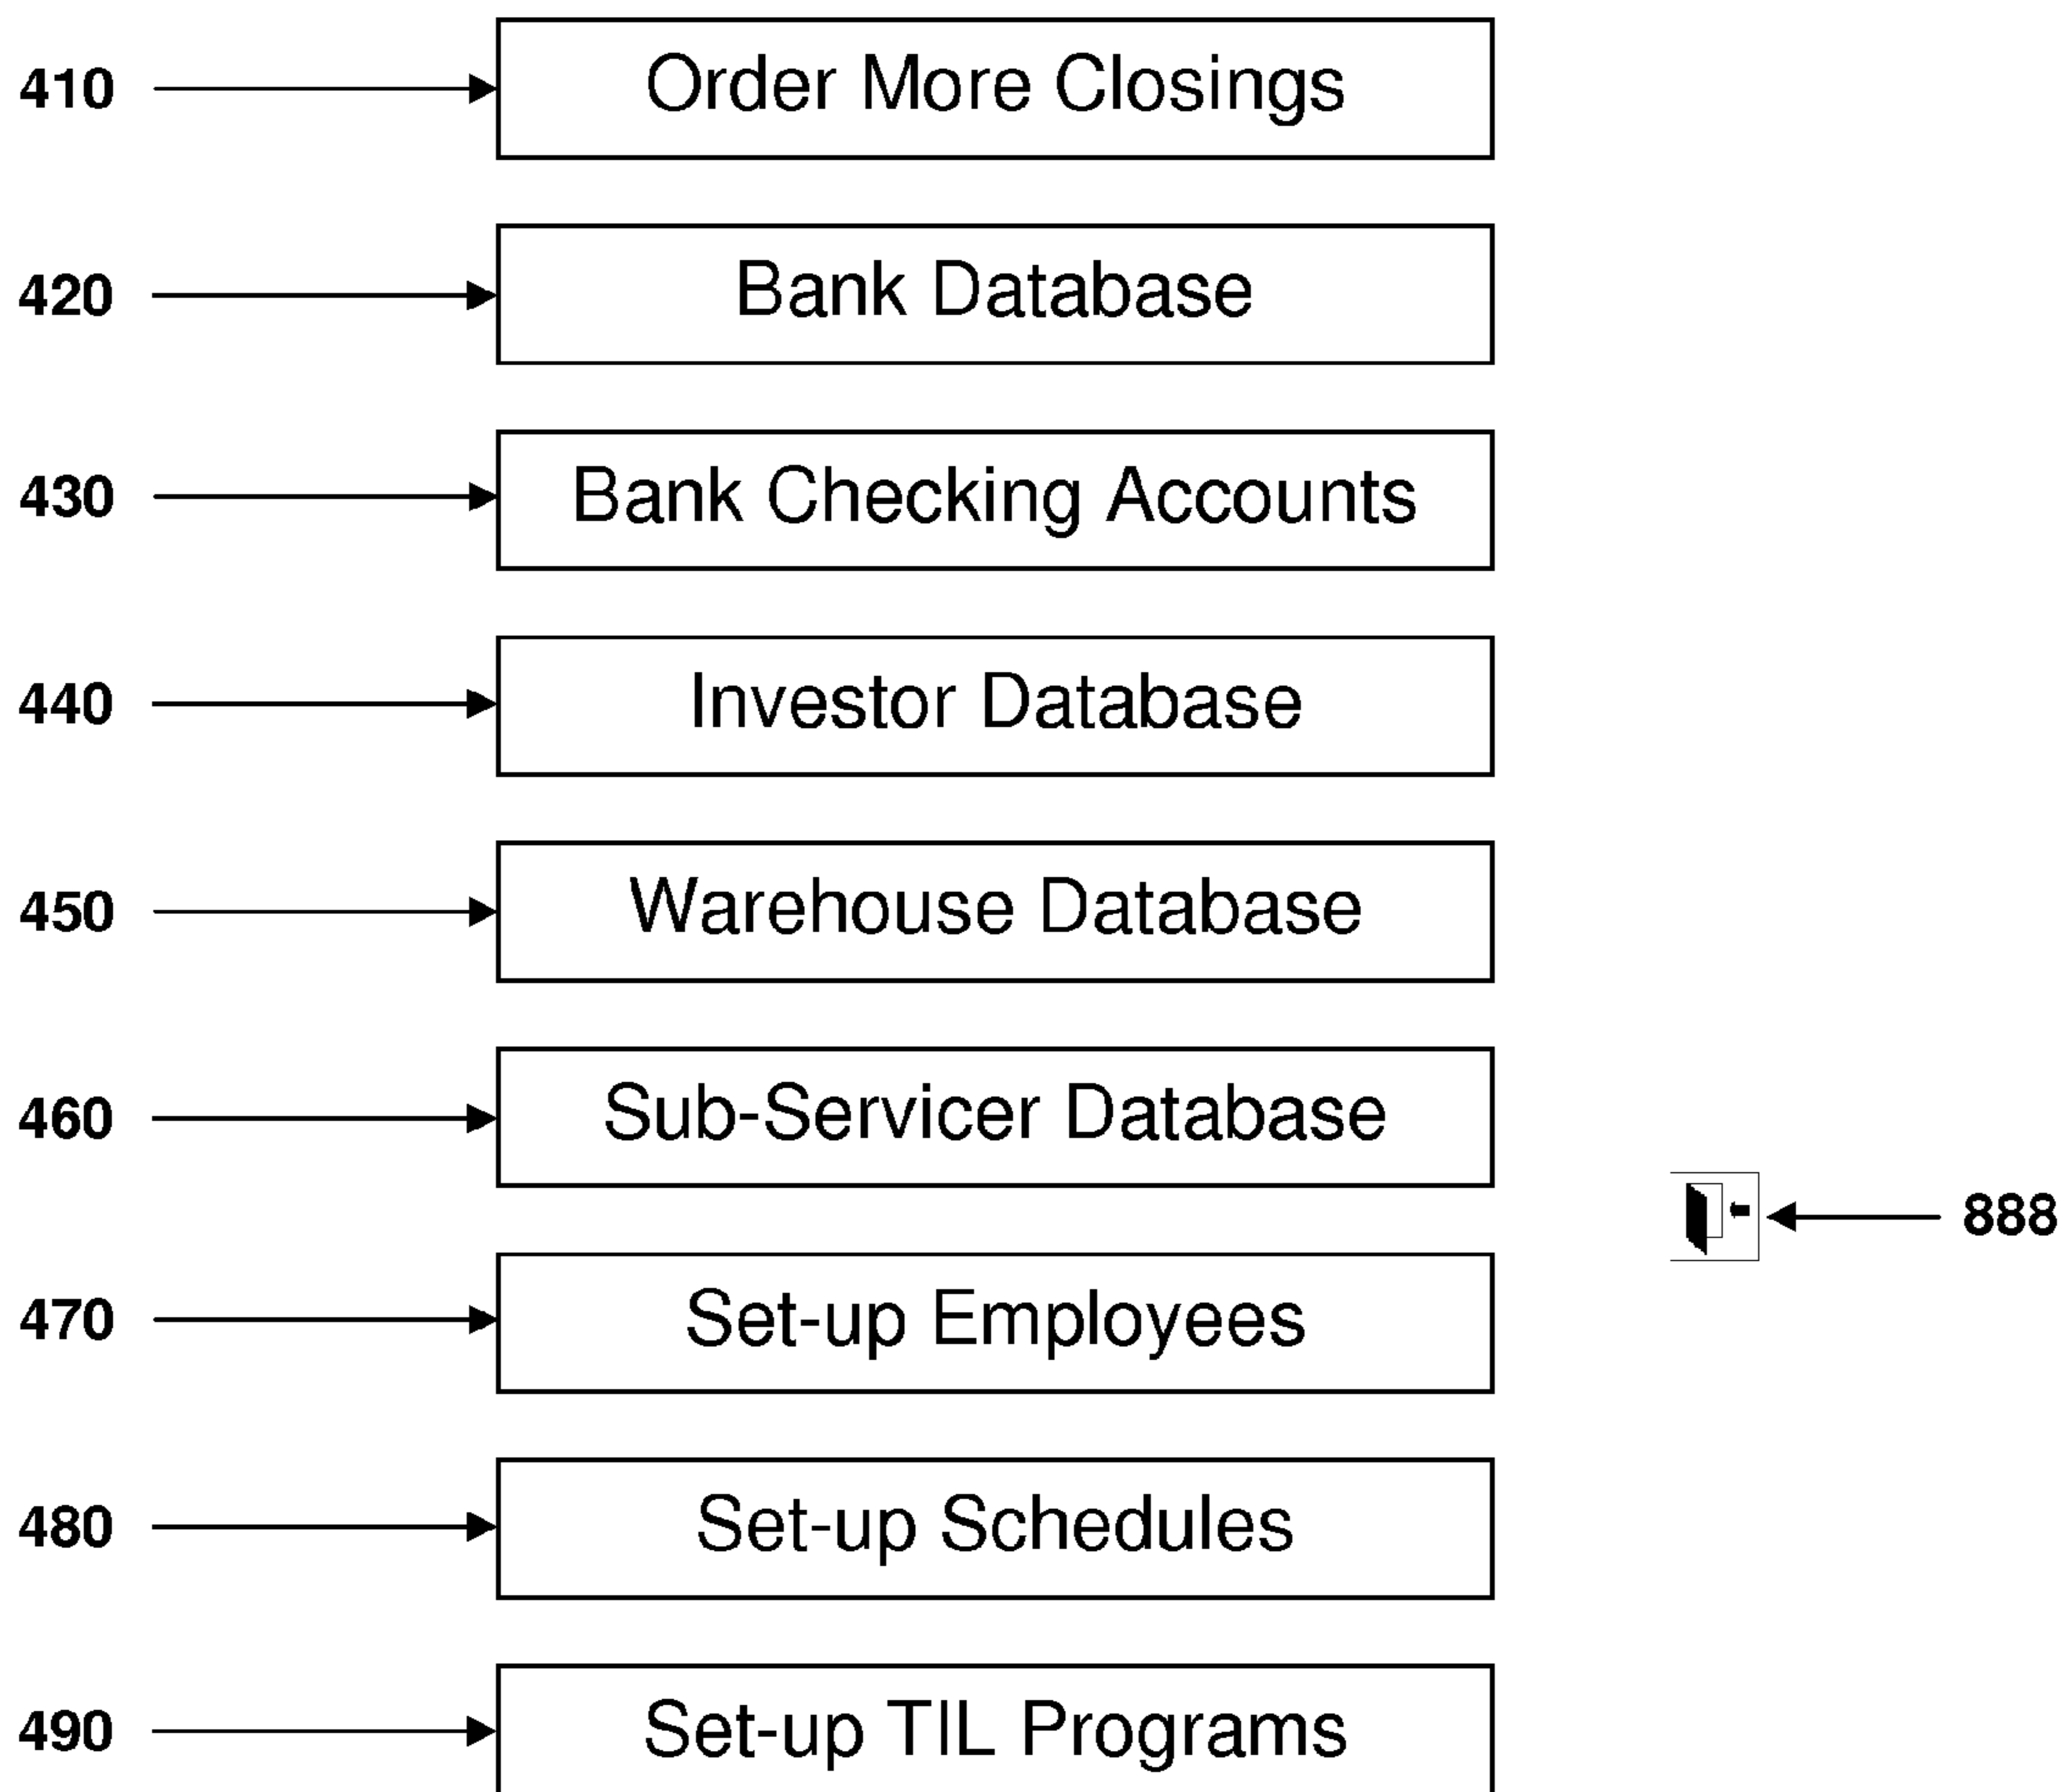 410 Order More Closings
420 Bank Database
430 Bank Checking Accounts
440 Investor Database
450 Warehouse Database
460 Sub-Servicer Database
888
470 Set-up Employees
480 Set-up Schedules
490 Set-up TIL Programs